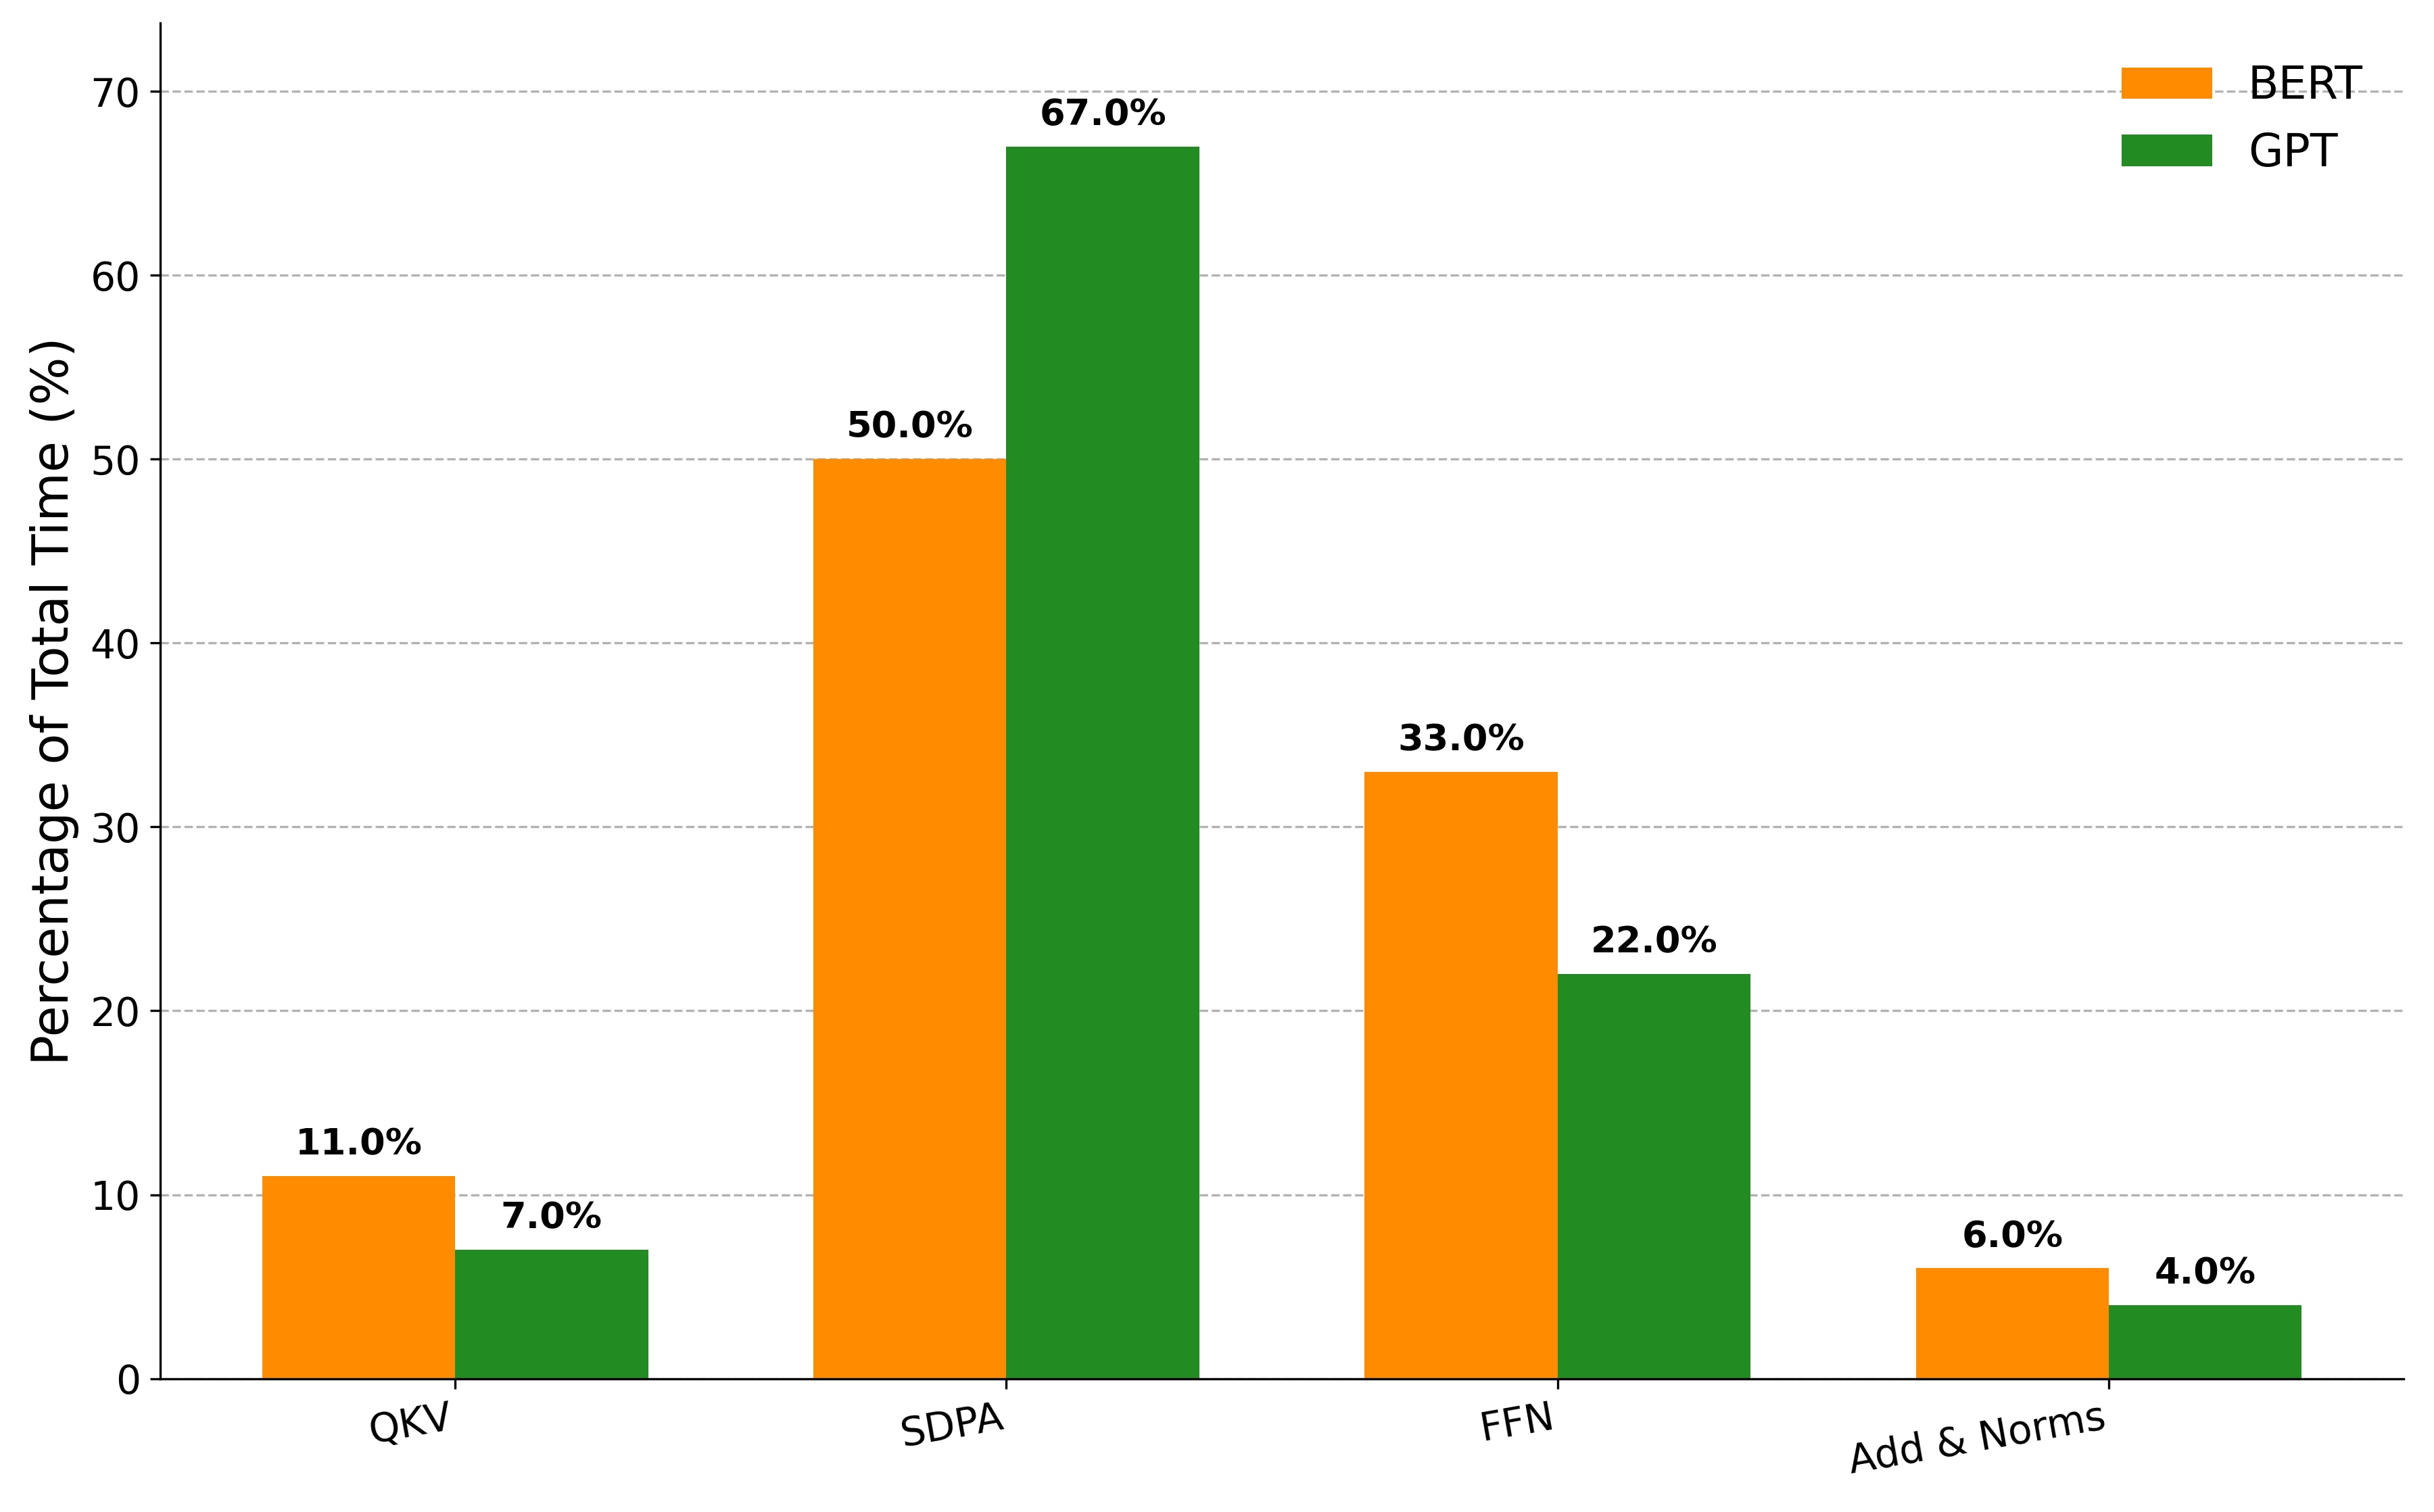 Percentage of Total Time (%)
70
60
50
40
30
20
10
0
BERT
GPT
11.0%
7.0%
50.0%
67.0%
33.0%
22.0%
6.0%
4.0%
QKV
SDPA
FFN
Add & Norms